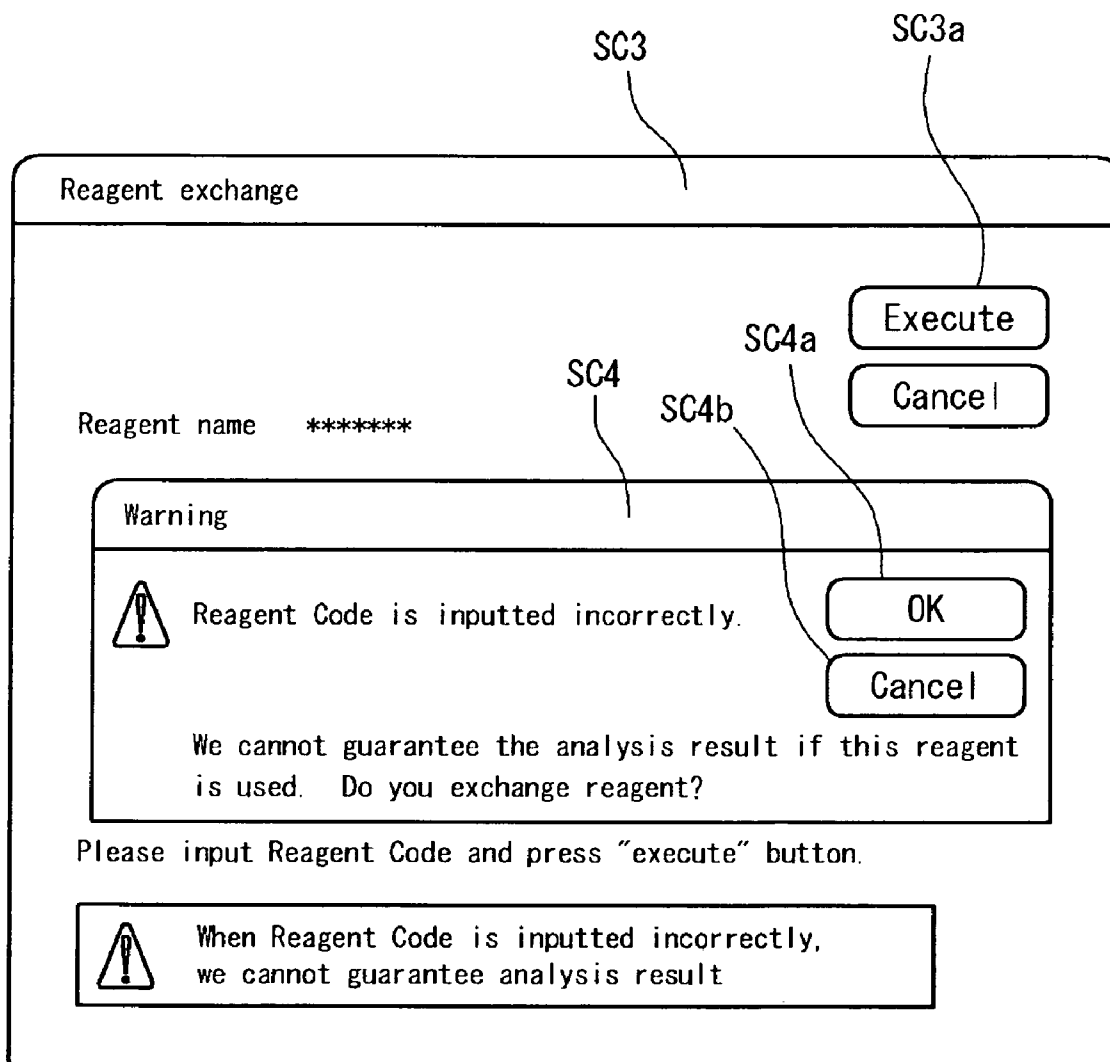 SC3
SC3a
Reagent exchange
Execute
SC4a
SC4
Cancel
SC4b
Reagent name *******
Warning
Reagent Code is inputted incorrectly.
OK
Cancel
We cannot guarantee the analysis result if this reagent
is used. Do you exchange reagent?
Please input Reagent Code and press "execute" button.
When Reagent Code is inputted incorrectly,
we cannot guarantee analysis result